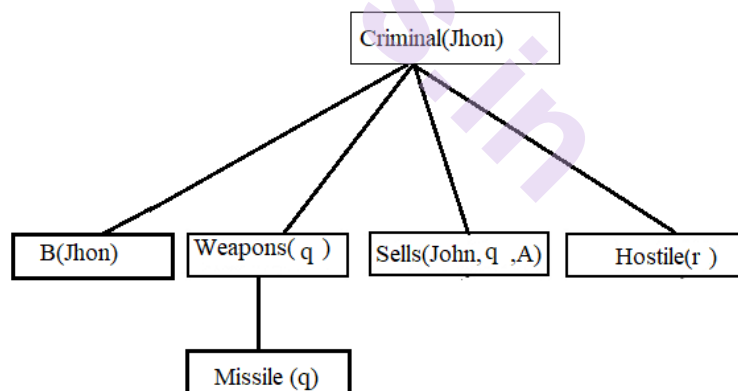 Criminal(Jhon)
B(Jhon)
Weapons( q )
Sells(John, q ,A)
Hostile(r )
Missile (q)